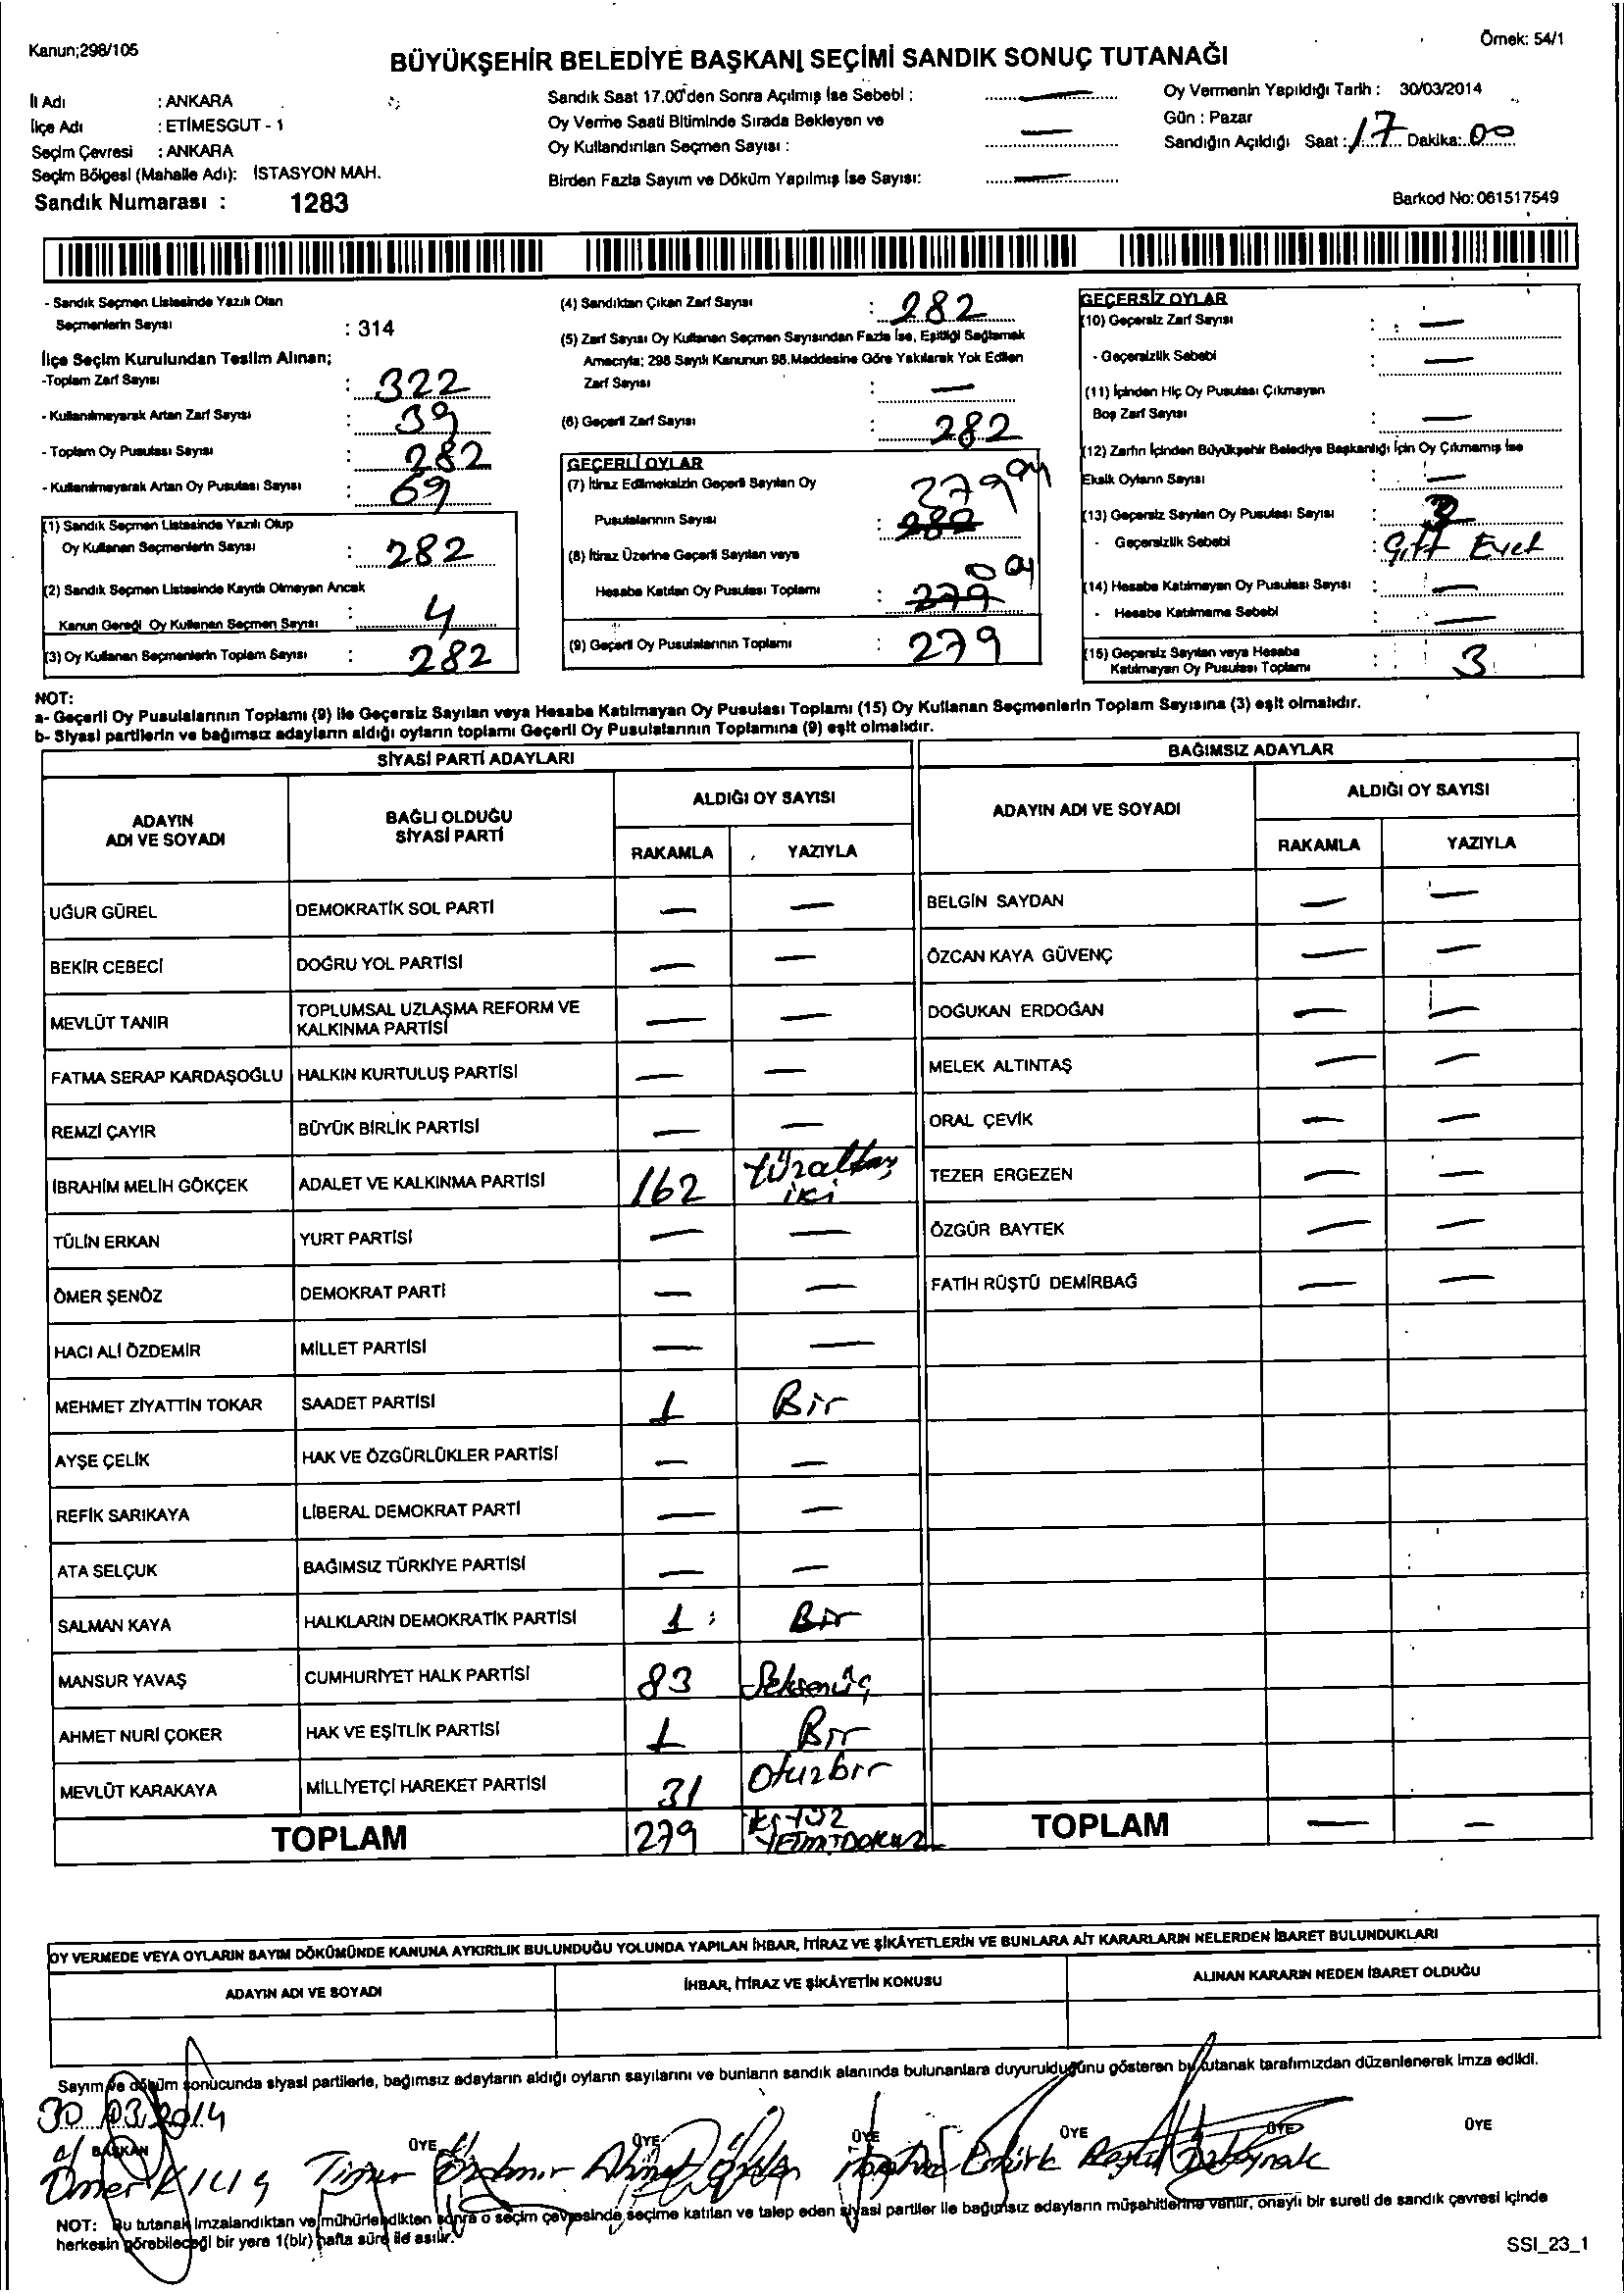 Kanun;298/105
Örnek: 54/1
BÜYÜKŞEHİR BELEDİYE BAŞKANI SEÇİMİ SANDIK SONUÇ TUTANAĞI
İl Adı : ANKARA
İlçe Adı : ETİMESGUT - 1
Seçim Çevresi : ANKARA
Seçim Bölgesi (Mahalle Adı): İSTASYON MAH.
Sandık Numarası : 1283
Sandık Saat 17.00'den Sonra Açılmış İse Sebebi : —
Oy Verme Saati Bitiminde Sırada Bekleyen ve —
Oy Kullandırılan Seçmen Sayısı :
Birden Fazla Sayım ve Döküm Yapılmış İse Sayısı: —
Oy Vermenin Yapıldığı Tarih : 30/03/2014
Gün : Pazar
Sandığın Açıldığı Saat : 17 Dakika: 00
Barkod No: 061517549
- Sandık Seçmen Listesinde Yazılı Olan
Seçmenlerin Sayısı : 314
İlçe Seçim Kurulundan Teslim Alınan;
-Toplam Zarf Sayısı : 322
- Kullanılmayarak Artan Zarf Sayısı : 39
- Toplam Oy Pusulası Sayısı : 282
- Kullanılmayarak Artan Oy Pusulası Sayısı : 69
(1) Sandık Seçmen Listesinde Yazılı Olup
Oy Kullanan Seçmenlerin Sayısı : 282
(2) Sandık Seçmen Listesinde Kayıtlı Olmayan Ancak
Kanun Gereği Oy Kullanan Seçmen Sayısı : 4
(3) Oy Kullanan Seçmenlerin Toplam Sayısı : 282
(4) Sandıktan Çıkan Zarf Sayısı : 282
(5) Zarf Sayısı Oy Kullanan Seçmen Sayısından Fazla İse, Eşitliği Sağlamak
Amacıyla; 298 Sayılı Kanunun 98.Maddesine Göre Yakılarak Yok Edilen
Zarf Sayısı : —
(6) Geçerli Zarf Sayısı : 282
GEÇERLİ OYLAR
(7) İtiraz Edilmeksizin Geçerli Sayılan Oy 279 oy
Pusulalarının Sayısı : 282
(8) İtiraz Üzerine Geçerli Sayılan veya 0 oy
Hesaba Katılan Oy Pusulası Toplamı : 279
(9) Geçerli Oy Pusulalarının Toplamı : 279
GEÇERSİZ OYLAR
(10) Geçersiz Zarf Sayısı : —
- Geçersizlik Sebebi : —
(11) İçinden Hiç Oy Pusulası Çıkmayan
Boş Zarf Sayısı : —
(12) Zarfın İçinden Büyükşehir Belediye Başkanlığı İçin Oy Çıkmamış İse
Eksik Oyların Sayısı : —
(13) Geçersiz Sayılan Oy Pusulası Sayısı : 3
- Geçersizlik Sebebi : Çift Evet
(14) Hesaba Katılmayan Oy Pusulası Sayısı : —
- Hesaba Katılmama Sebebi : —
(15) Geçersiz Sayılan veya Hesaba
Katılmayan Oy Pusulası Toplamı : 3
NOT:
a- Geçerli Oy Pusulalarının Toplamı (9) ile Geçersiz Sayılan veya Hesaba Katılmayan Oy Pusulası Toplamı (15) Oy Kullanan Seçmenlerin Toplam Sayısına (3) eşit olmalıdır.
b- Siyasi partilerin ve bağımsız adayların aldığı oyların toplamı Geçerli Oy Pusulalarının Toplamına (9) eşit olmalıdır.
SİYASİ PARTİ ADAYLARI
ADAYIN ADI VE SOYADI
BAĞLI OLDUĞU SİYASİ PARTİ
ALDIĞI OY SAYISI
RAKAMLA YAZIYLA
UĞUR GÜREL DEMOKRATİK SOL PARTİ — —
BEKİR CEBECİ DOĞRU YOL PARTİSİ — —
MEVLÜT TANIR TOPLUMSAL UZLAŞMA REFORM VE KALKINMA PARTİSİ — —
FATMA SERAP KARDAŞOĞLU HALKIN KURTULUŞ PARTİSİ — —
REMZİ ÇAYIR BÜYÜK BİRLİK PARTİSİ — —
İBRAHİM MELİH GÖKÇEK ADALET VE KALKINMA PARTİSİ 162 Yüzaltmış iki
TÜLİN ERKAN YURT PARTİSİ — —
ÖMER ŞENÖZ DEMOKRAT PARTİ — —
HACI ALİ ÖZDEMİR MİLLET PARTİSİ — —
MEHMET ZİYATTİN TOKAR SAADET PARTİSİ 1 Bir
AYŞE ÇELİK HAK VE ÖZGÜRLÜKLER PARTİSİ — —
REFİK SARIKAYA LİBERAL DEMOKRAT PARTİ — —
ATA SELÇUK BAĞIMSIZ TÜRKİYE PARTİSİ — —
SALMAN KAYA HALKLARIN DEMOKRATİK PARTİSİ 1 Bir
MANSUR YAVAŞ CUMHURİYET HALK PARTİSİ 83 Seksenüç
AHMET NURİ ÇOKER HAK VE EŞİTLİK PARTİSİ 1 Bir
MEVLÜT KARAKAYA MİLLİYETÇİ HAREKET PARTİSİ 31 Otuzbir
TOPLAM 279
BAĞIMSIZ ADAYLAR
ADAYIN ADI VE SOYADI
ALDIĞI OY SAYISI
RAKAMLA YAZIYLA
BELGİN SAYDAN — —
ÖZCAN KAYA GÜVENÇ — —
DOĞUKAN ERDOĞAN — —
MELEK ALTINTAŞ — —
ORAL ÇEVİK — —
TEZER ERGEZEN — —
ÖZGÜR BAYTEK — —
FATİH RÜŞTÜ DEMİRBAĞ — —
TOPLAM — —
OY VERMEDE VEYA OYLARIN SAYIM DÖKÜMÜNDE KANUNA AYKIRILIK BULUNDUĞU YOLUNDA YAPILAN İHBAR, İTİRAZ VE ŞİKÂYETLERİN VE BUNLARA AİT KARARLARIN NELERDEN İBARET BULUNDUKLARI
ADAYIN ADI VE SOYADI
İHBAR, İTİRAZ VE ŞİKÂYETİN KONUSU
ALINAN KARARIN NEDEN İBARET OLDUĞU
Sayım ve döküm sonucunda siyasi partilerle, bağımsız adayların aldığı oyların sayılarını ve bunların sandık alanında bulunanlara duyurulduğunu gösteren bu tutanak tarafımızdan düzenlenerek imza edildi.
30.03.2014
BAŞKAN ÜYE ÜYE ÜYE ÜYE ÜYE ÜYE
Ömer KILIÇ Timur Özdemir Ahmet
NOT: Bu tutanak imzalandıktan ve mühürlendikten sonra o seçim çevresinde, seçime katılan ve talep eden siyasi partiler ile bağımsız adayların müşahitlerine verilir, onaylı bir sureti de sandık çevresi içinde
herkesin görebileceği bir yere 1(bir) hafta süre ile asılır.
SSI_23_1